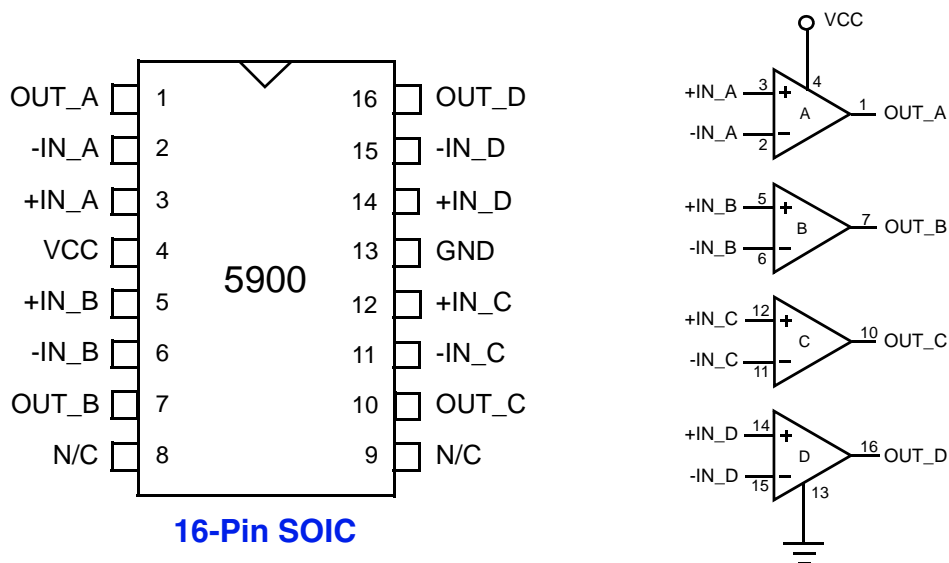 OUT_A 1 16 OUT_D
-IN_A 2 15 -IN_D
+IN_A 3 14 +IN_D
VCC 4 13 GND
5900
+IN_B 5 12 +IN_C
-IN_B 6 11 -IN_C
OUT_B 7 10 OUT_C
N/C 8 9 N/C
16-Pin SOIC
VCC
4
+IN_A 3 + A 1 OUT_A
-IN_A 2 −
+IN_B 5 + B 7 OUT_B
-IN_B 6 −
+IN_C 12 + C 10 OUT_C
-IN_C 11 −
+IN_D 14 + D 16 OUT_D
-IN_D 15 −
13